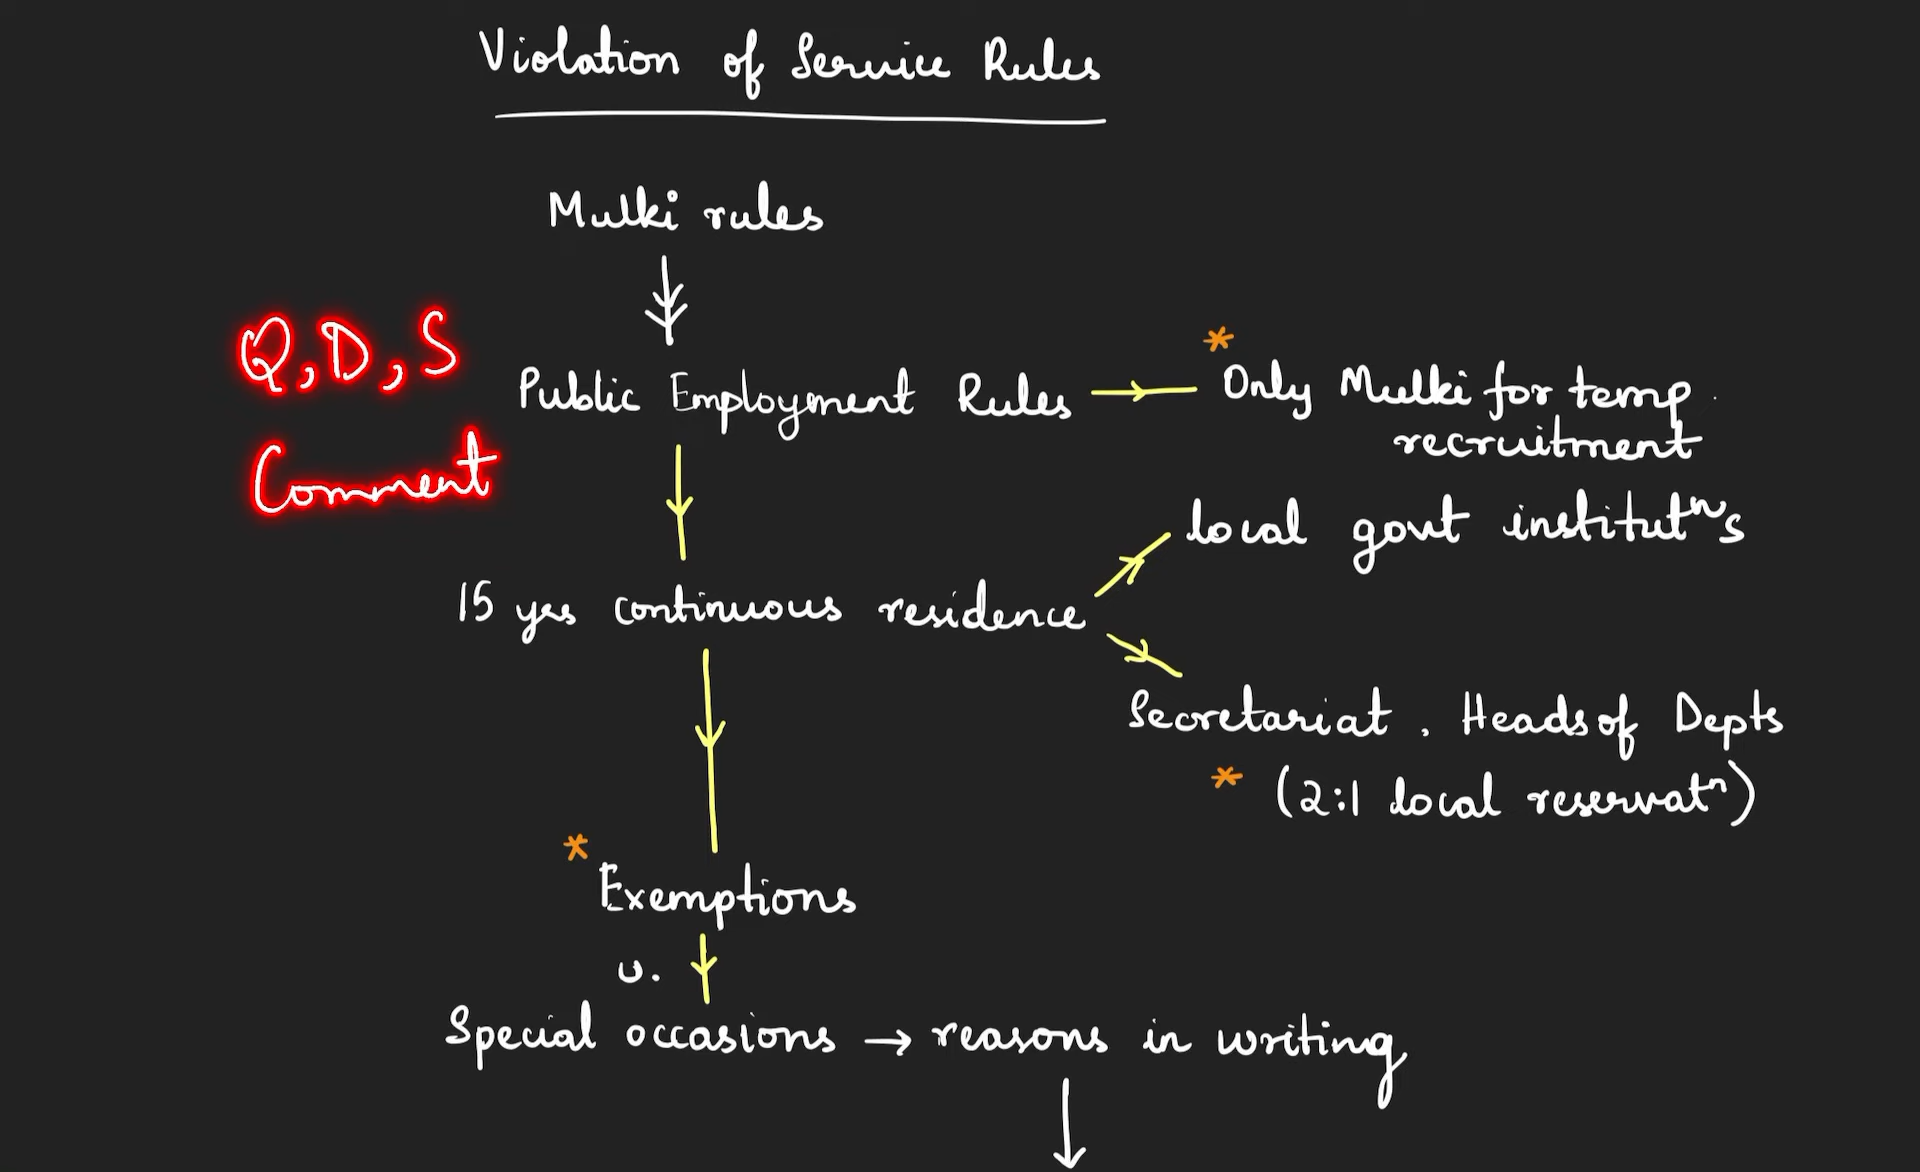 Violation of Service Rules
Mulki rules
Q, D, S
Comment
Public Employment Rules → * Only Mulki for temp.
recruitment
local govt institutⁿs
15 yrs continuous residence
Secretariat, Heads of Depts
* (2:1 local reservatⁿ)
* Exemptions
u.
Special occasions → reasons in writing